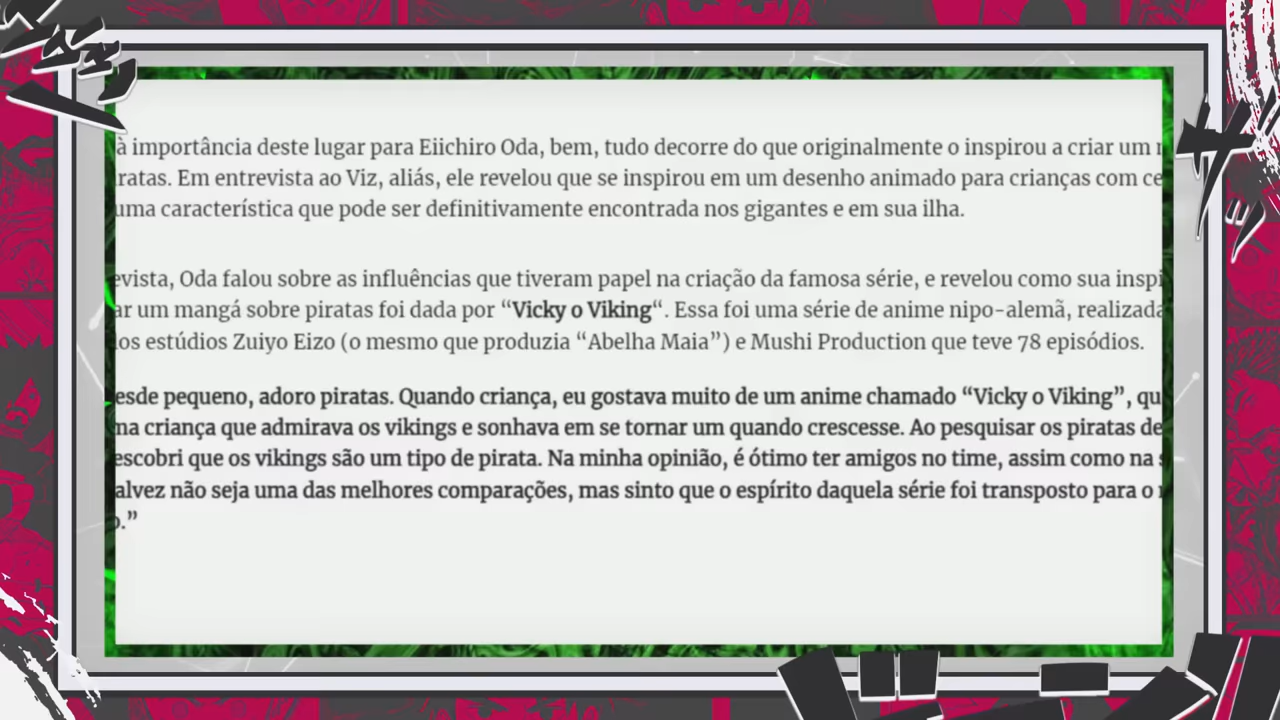 à importância deste lugar para Eiichiro Oda, bem, tudo decorre do que originalmente o inspirou a criar um
ratas. Em entrevista ao Viz, aliás, ele revelou que se inspirou em um desenho animado para crianças com ce
uma característica que pode ser definitivamente encontrada nos gigantes e em sua ilha.
evista, Oda falou sobre as influências que tiveram papel na criação da famosa série, e revelou como sua inspi
ar um mangá sobre piratas foi dada por “Vicky o Viking“. Essa foi uma série de anime nipo-alemã, realizada
os estúdios Zuiyo Eizo (o mesmo que produzia “Abelha Maia”) e Mushi Production que teve 78 episódios.
esde pequeno, adoro piratas. Quando criança, eu gostava muito de um anime chamado “Vicky o Viking”, qu
ma criança que admirava os vikings e sonhava em se tornar um quando crescesse. Ao pesquisar os piratas de
escobri que os vikings são um tipo de pirata. Na minha opinião, é ótimo ter amigos no time, assim como na
alvez não seja uma das melhores comparações, mas sinto que o espírito daquela série foi transposto para o
o.”